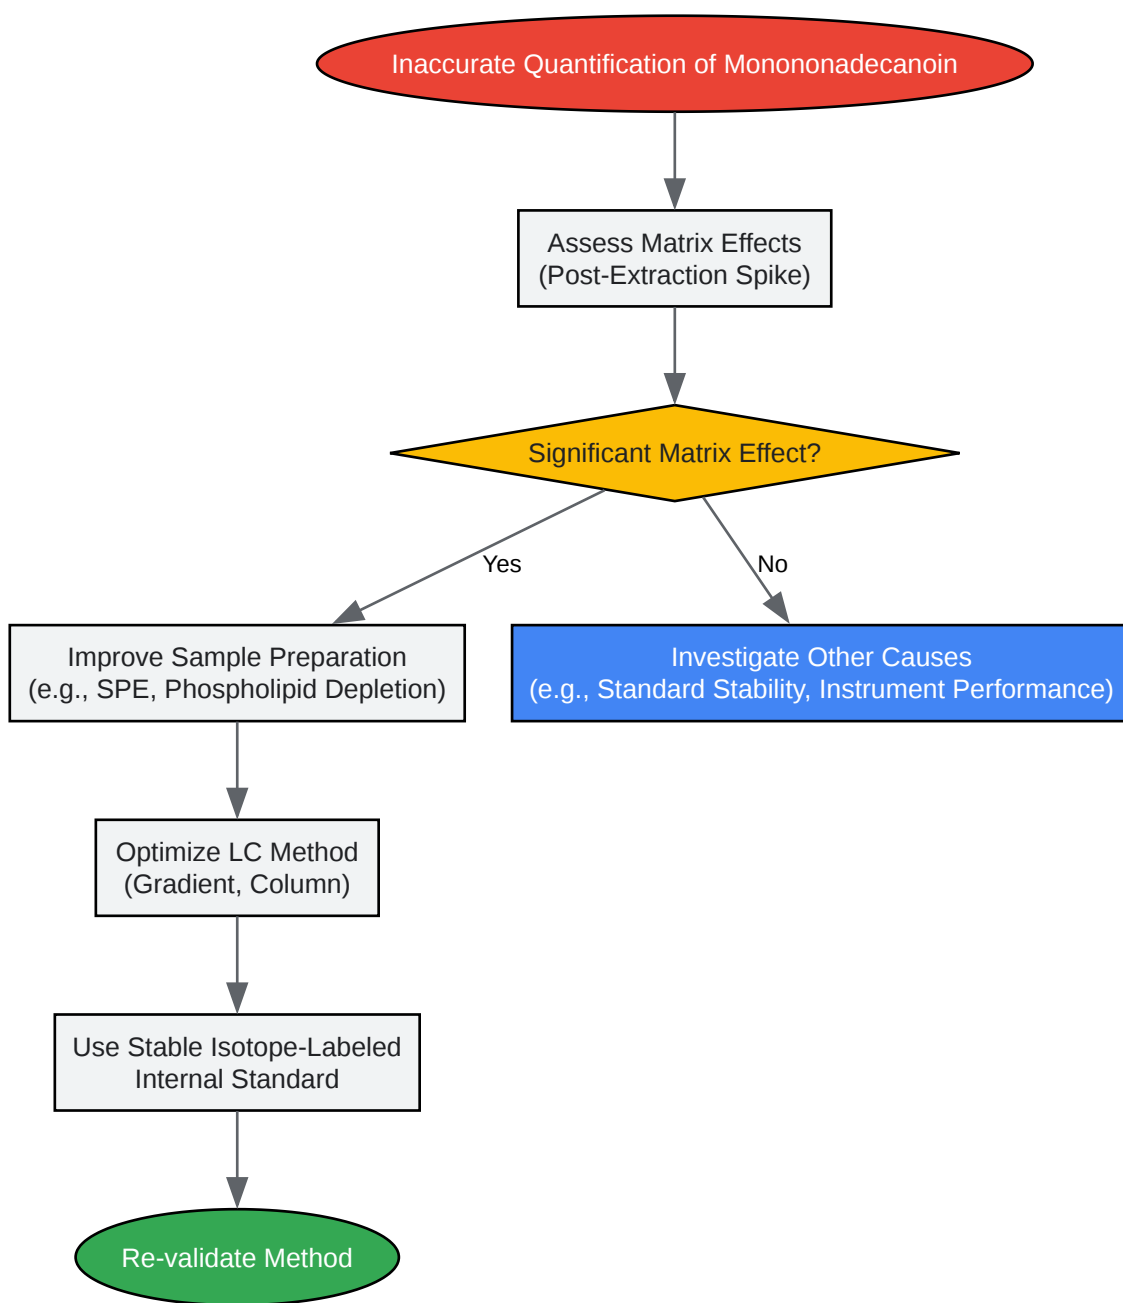 Inaccurate Quantification of Monononadecanoin
Assess Matrix Effects
(Post-Extraction Spike)
Significant Matrix Effect?
Yes
No
Improve Sample Preparation
(e.g., SPE, Phospholipid Depletion)
Investigate Other Causes
(e.g., Standard Stability, Instrument Performance)
Optimize LC Method
(Gradient, Column)
Use Stable Isotope-Labeled
Internal Standard
Re-validate Method